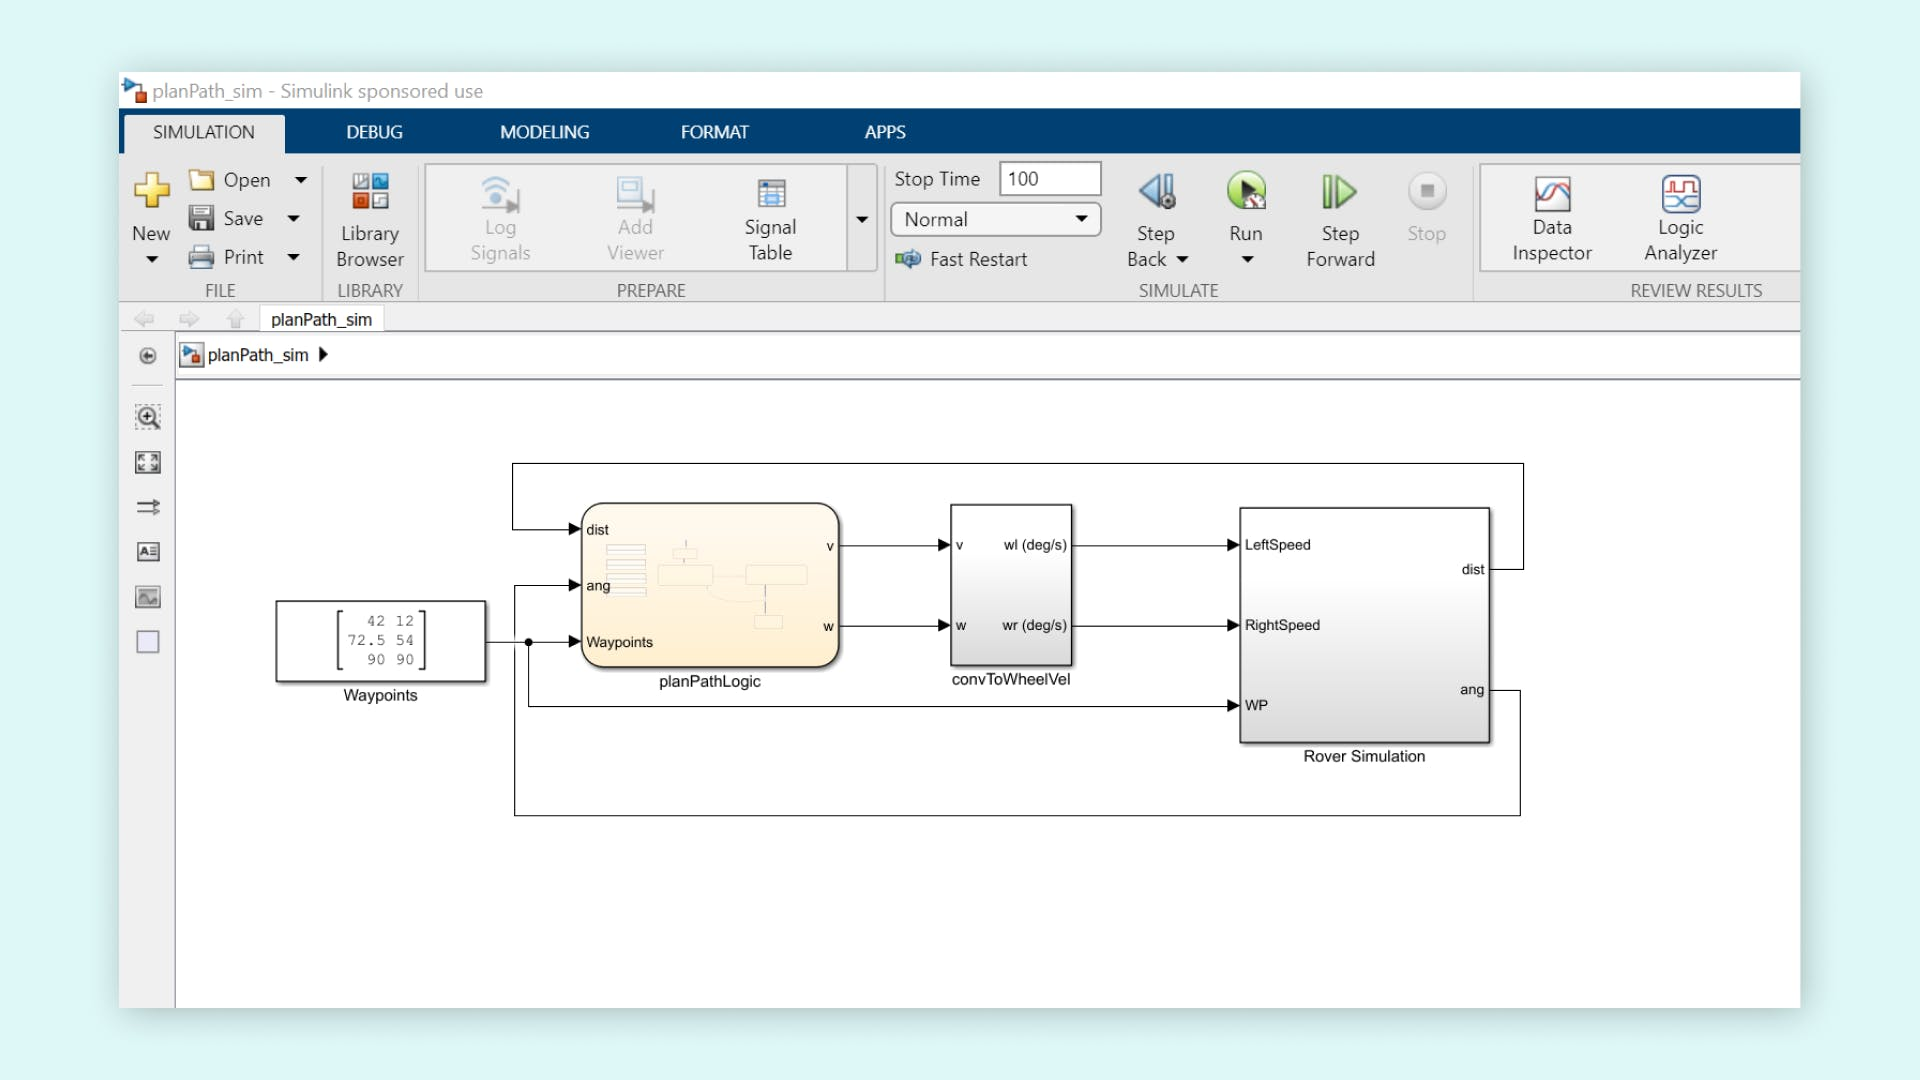 planPath_sim - Simulink sponsored use
SIMULATION DEBUG MODELING FORMAT APPS
New
Open
Save
Print
FILE
Library
Browser
LIBRARY
Log
Signals
Add
Viewer
Signal
Table
PREPARE
Stop Time 100
Normal
Fast Restart
Step
Back
Run
Step
Forward
Stop
SIMULATE
Data
Inspector
Logic
Analyzer
REVIEW RESULTS
planPath_sim
planPath_sim
42 12
72.5 54
90 90
Waypoints
dist
ang
Waypoints
v
w
planPathLogic
v
w
wl (deg/s)
wr (deg/s)
convToWheelVel
LeftSpeed
RightSpeed
WP
dist
ang
Rover Simulation